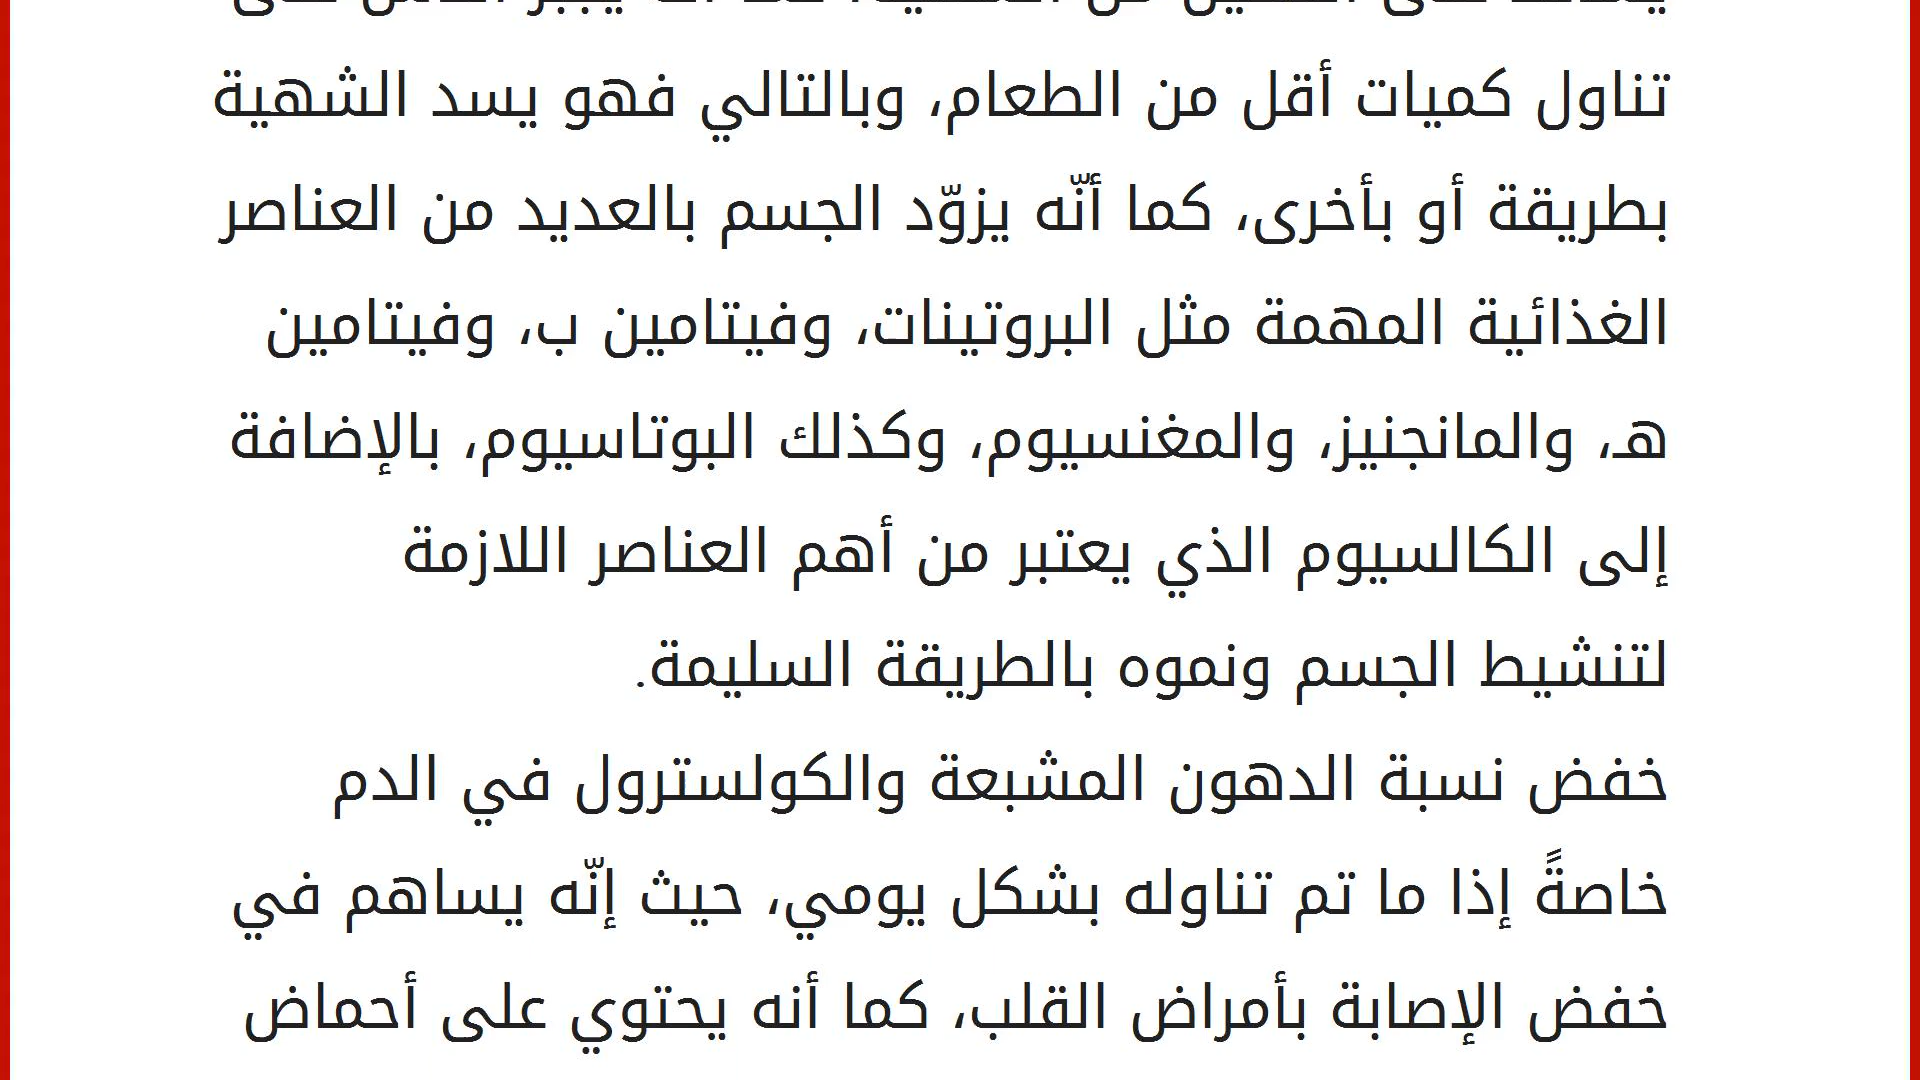 تناول كميات أقل من الطعام، وبالتالي فهو يسد الشهية
بطريقة أو بأخرى، كما أنّه يزوّد الجسم بالعديد من العناصر
الغذائية المهمة مثل البروتينات، وفيتامين ب، وفيتامين
هـ، والمانجنيز، والمغنسيوم، وكذلك البوتاسيوم، بالإضافة
إلى الكالسيوم الذي يعتبر من أهم العناصر اللازمة
لتنشيط الجسم ونموه بالطريقة السليمة.
خفض نسبة الدهون المشبعة والكولسترول في الدم
خاصةً إذا ما تم تناوله بشكل يومي، حيث إنّه يساهم في
خفض الإصابة بأمراض القلب، كما أنه يحتوي على أحماض